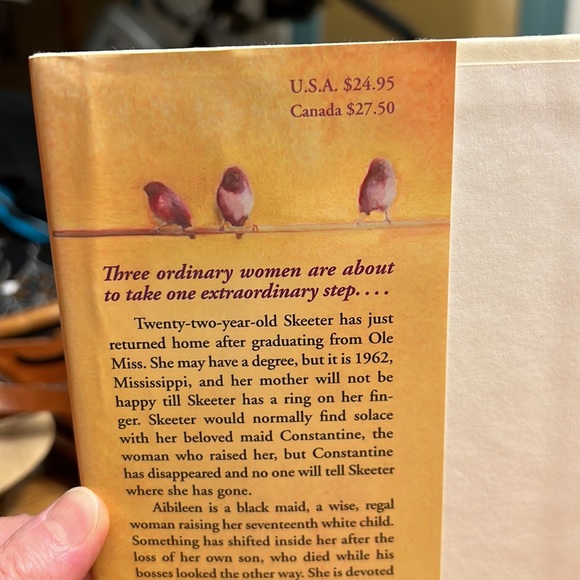 U.S.A. $24.95
Canada $27.50
Three ordinary women are about
to take one extraordinary step. . . .
Twenty-two-year-old Skeeter has just
returned home after graduating from Ole
Miss. She may have a degree, but it is 1962,
Mississippi, and her mother will not be
happy till Skeeter has a ring on her fin-
ger. Skeeter would normally find solace
with her beloved maid Constantine, the
woman who raised her, but Constantine
has disappeared and no one will tell Skeeter
where she has gone.
Aibileen is a black maid, a wise, regal
woman raising her seventeenth white child.
Something has shifted inside her after the
loss of her own son, who died while his
bosses looked the other way. She is devoted